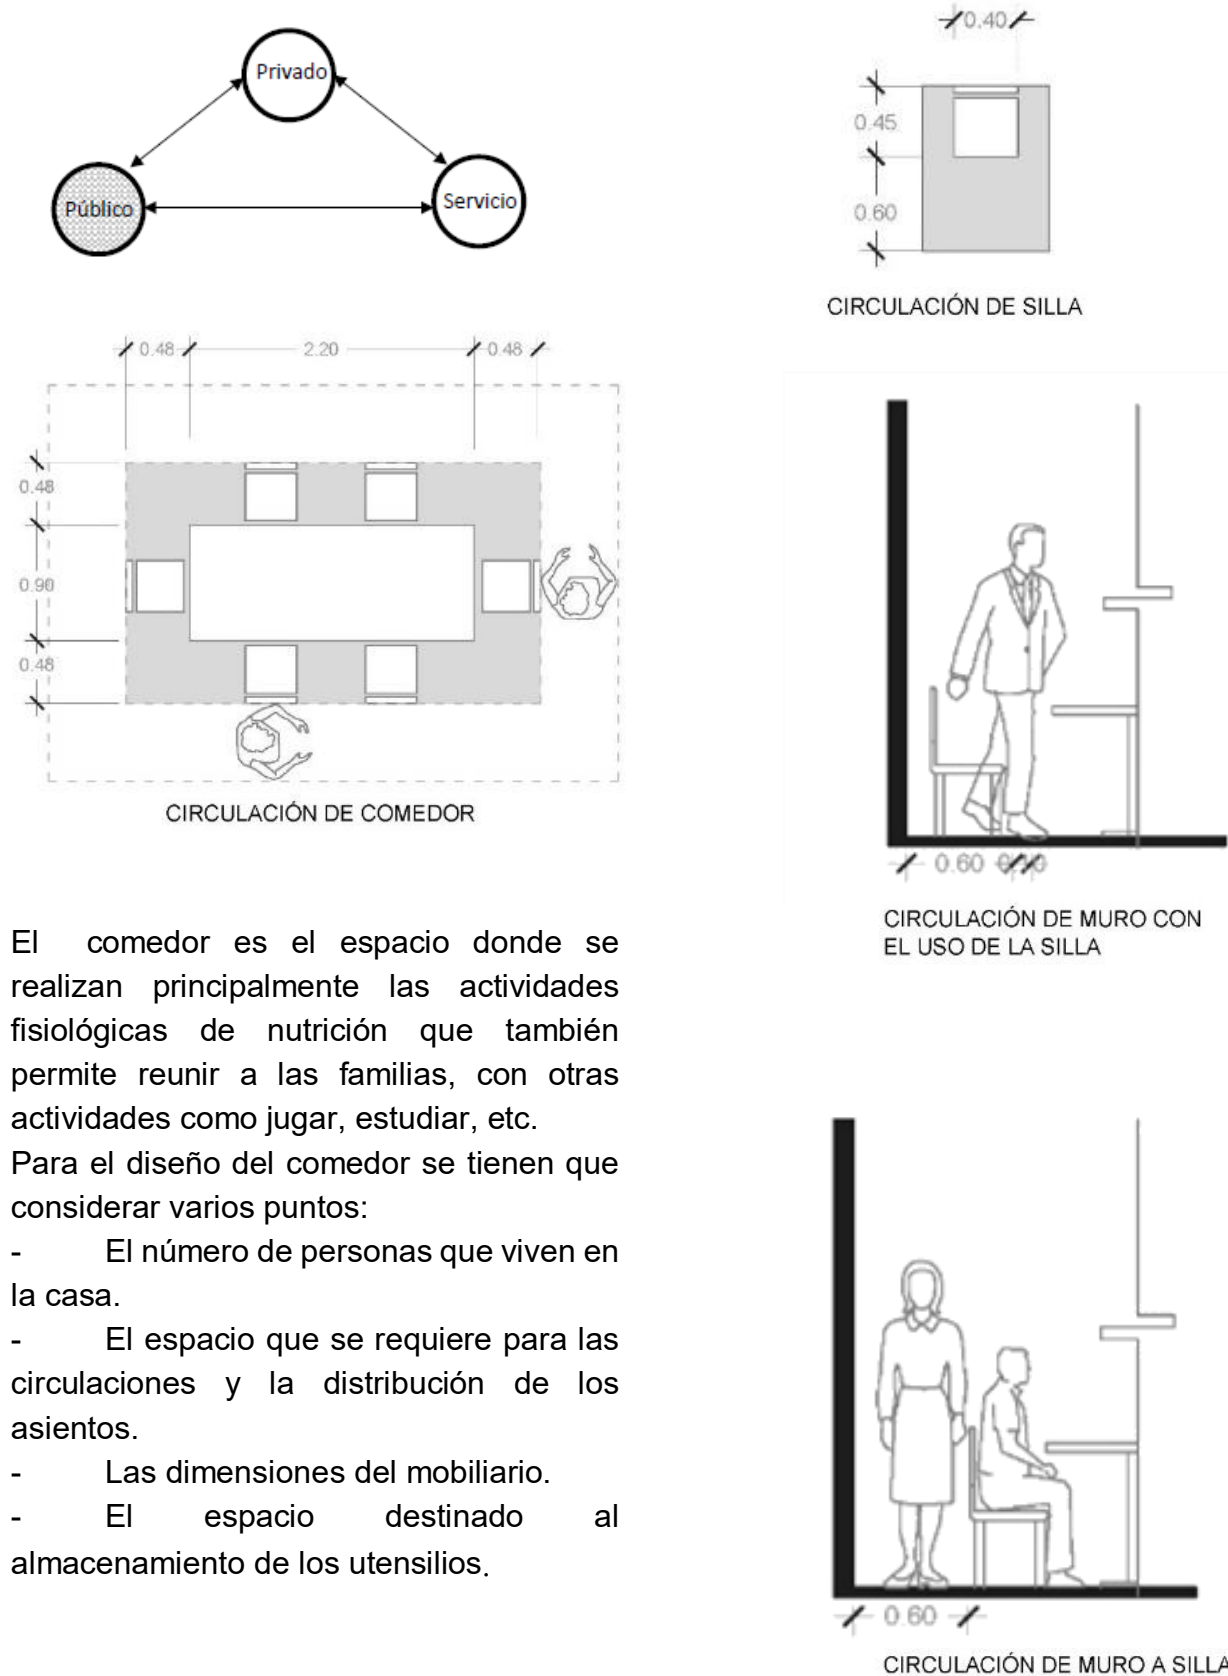 Privado
Público
Servicio
0.40
0.45
0.60
CIRCULACIÓN DE SILLA
0.48 2.20 0.48
0.48
0.90
0.48
CIRCULACIÓN DE COMEDOR
0.60
CIRCULACIÓN DE MURO CON
EL USO DE LA SILLA
El comedor es el espacio donde se
realizan principalmente las actividades
fisiológicas de nutrición que también
permite reunir a las familias, con otras
actividades como jugar, estudiar, etc.
Para el diseño del comedor se tienen que
considerar varios puntos:
- El número de personas que viven en
la casa.
- El espacio que se requiere para las
circulaciones y la distribución de los
asientos.
- Las dimensiones del mobiliario.
- El espacio destinado al
almacenamiento de los utensilios.
0.60
CIRCULACIÓN DE MURO A SILLA